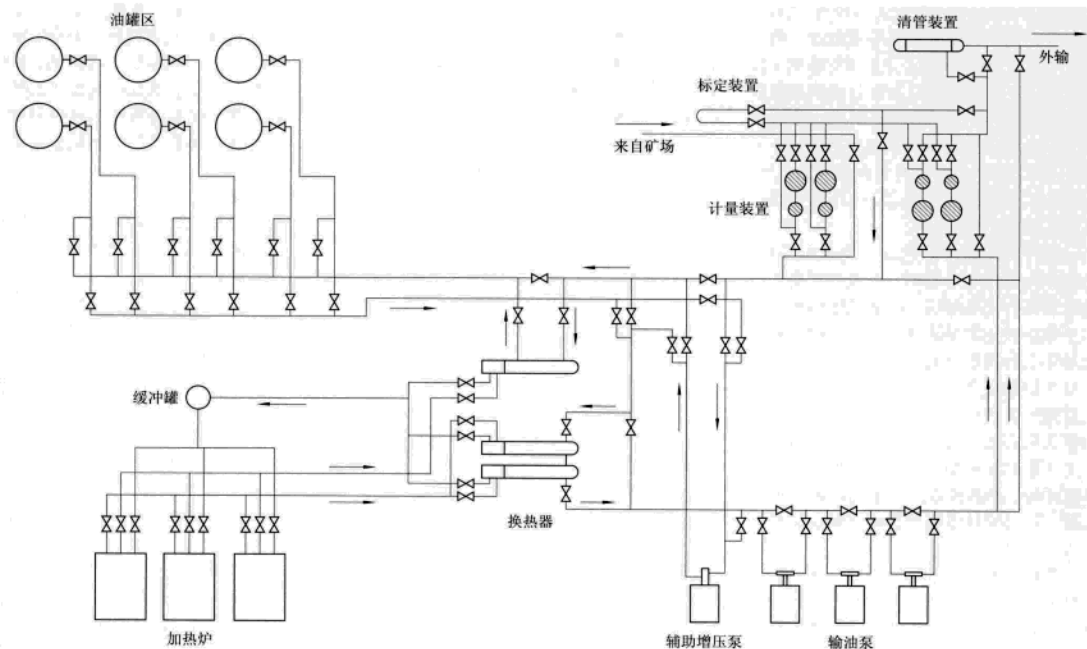 油罐区
清管装置
外输
标定装置
来自矿场
计量装置
缓冲罐
换热器
加热炉
辅助增压泵
输油泵